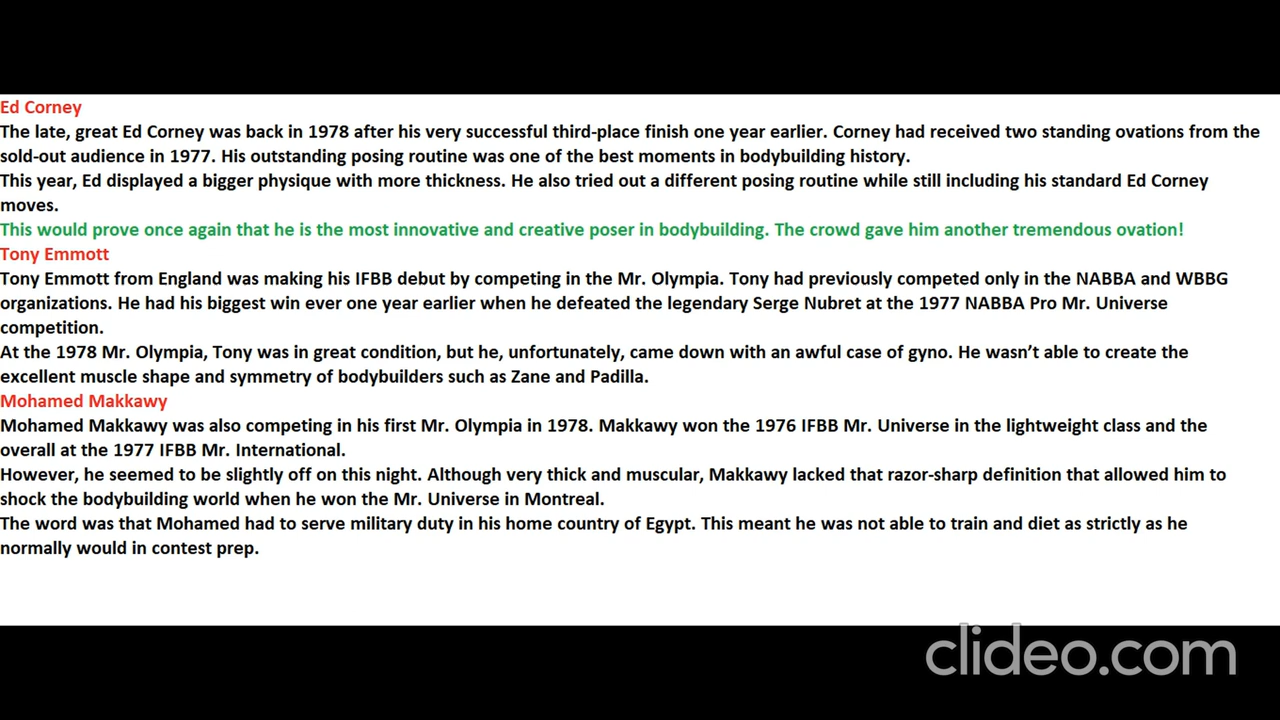 Ed Corney
The late, great Ed Corney was back in 1978 after his very successful third-place finish one year earlier. Corney had received two standing ovations from the
sold-out audience in 1977. His outstanding posing routine was one of the best moments in bodybuilding history.
This year, Ed displayed a bigger physique with more thickness. He also tried out a different posing routine while still including his standard Ed Corney
moves.
This would prove once again that he is the most innovative and creative poser in bodybuilding. The crowd gave him another tremendous ovation!
Tony Emmott
Tony Emmott from England was making his IFBB debut by competing in the Mr. Olympia. Tony had previously competed only in the NABBA and WBBG
organizations. He had his biggest win ever one year earlier when he defeated the legendary Serge Nubret at the 1977 NABBA Pro Mr. Universe
competition.
At the 1978 Mr. Olympia, Tony was in great condition, but he, unfortunately, came down with an awful case of gyno. He wasn’t able to create the
excellent muscle shape and symmetry of bodybuilders such as Zane and Padilla.
Mohamed Makkawy
Mohamed Makkawy was also competing in his first Mr. Olympia in 1978. Makkawy won the 1976 IFBB Mr. Universe in the lightweight class and the
overall at the 1977 IFBB Mr. International.
However, he seemed to be slightly off on this night. Although very thick and muscular, Makkawy lacked that razor-sharp definition that allowed him to
shock the bodybuilding world when he won the Mr. Universe in Montreal.
The word was that Mohamed had to serve military duty in his home country of Egypt. This meant he was not able to train and diet as strictly as he
normally would in contest prep.
clideo.com